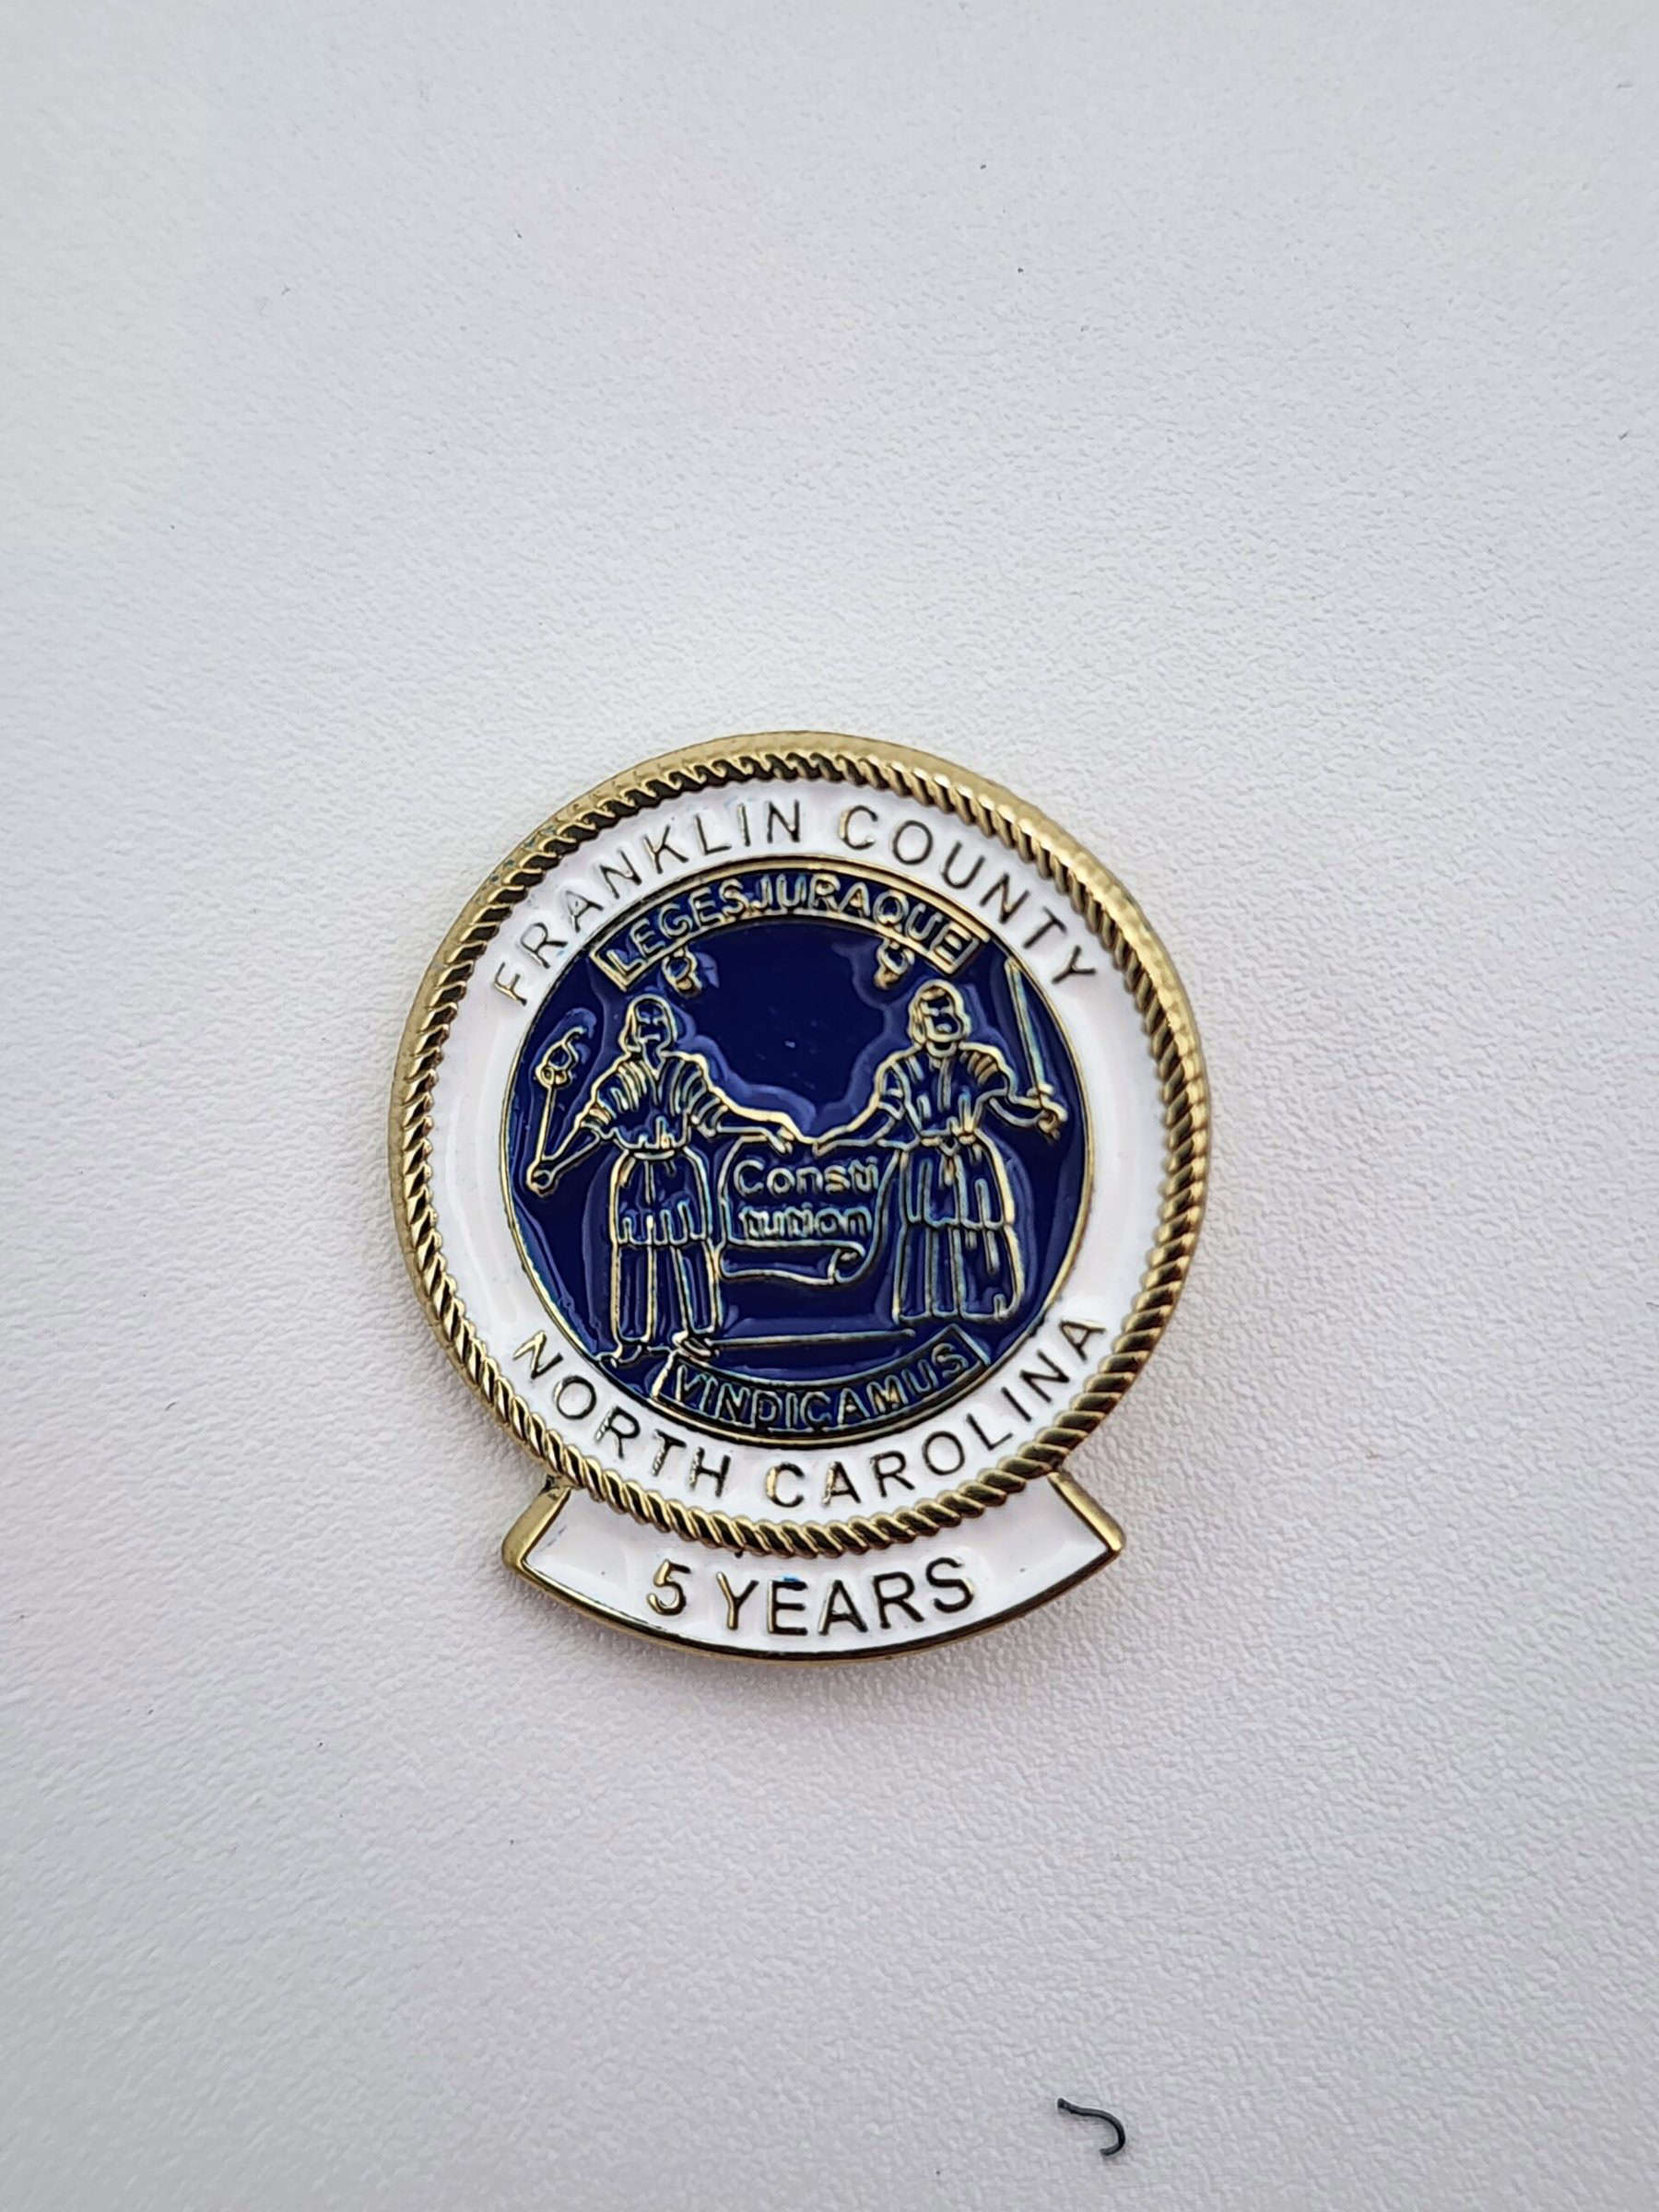 FRANKLIN COUNTY
LEGESJURAQUE
Consti
tution
VINDICAMUS
NORTH CAROLINA
5 YEARS